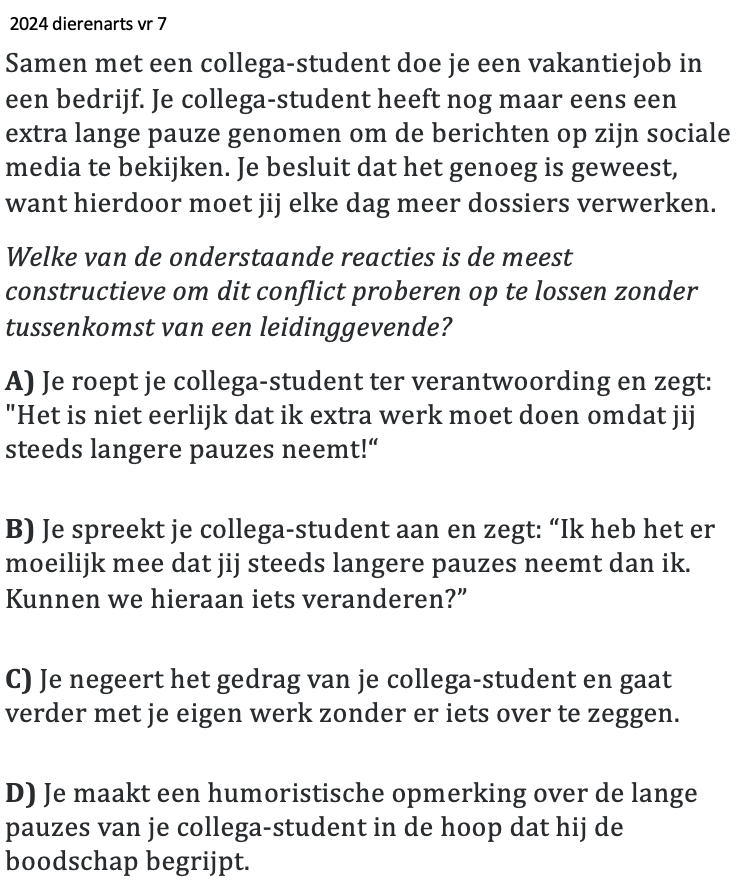 2024 dierenarts vr 7
Samen met een collega-student doe je een vakantiejob in
een bedrijf. Je collega-student heeft nog maar eens een
extra lange pauze genomen om de berichten op zijn sociale
media te bekijken. Je besluit dat het genoeg is geweest,
want hierdoor moet jij elke dag meer dossiers verwerken.
Welke van de onderstaande reacties is de meest
constructieve om dit conflict proberen op te lossen zonder
tussenkomst van een leidinggevende?
A) Je roept je collega-student ter verantwoording en zegt:
"Het is niet eerlijk dat ik extra werk moet doen omdat jij
steeds langere pauzes neemt!“
B) Je spreekt je collega-student aan en zegt: “Ik heb het er
moeilijk mee dat jij steeds langere pauzes neemt dan ik.
Kunnen we hieraan iets veranderen?”
C) Je negeert het gedrag van je collega-student en gaat
verder met je eigen werk zonder er iets over te zeggen.
D) Je maakt een humoristische opmerking over de lange
pauzes van je collega-student in de hoop dat hij de
boodschap begrijpt.